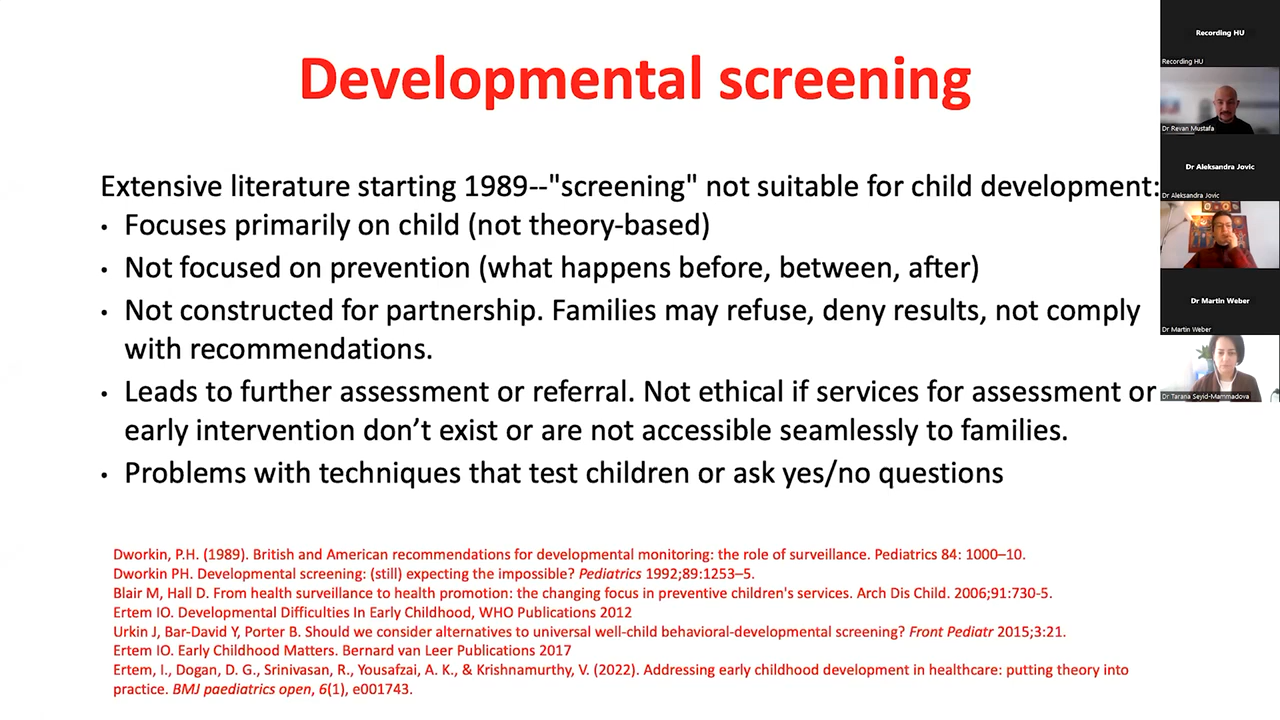 Developmental screening
Extensive literature starting 1989--"screening" not suitable for child development:
• Focuses primarily on child (not theory-based)
• Not focused on prevention (what happens before, between, after)
• Not constructed for partnership. Families may refuse, deny results, not comply
with recommendations.
• Leads to further assessment or referral. Not ethical if services for assessment or
early intervention don’t exist or are not accessible seamlessly to families.
• Problems with techniques that test children or ask yes/no questions
Dworkin, P.H. (1989). British and American recommendations for developmental monitoring: the role of surveillance. Pediatrics 84: 1000–10.
Dworkin PH. Developmental screening: (still) expecting the impossible? Pediatrics 1992;89:1253–5.
Blair M, Hall D. From health surveillance to health promotion: the changing focus in preventive children's services. Arch Dis Child. 2006;91:730-5.
Ertem IO. Developmental Difficulties In Early Childhood, WHO Publications 2012
Urkin J, Bar-David Y, Porter B. Should we consider alternatives to universal well-child behavioral-developmental screening? Front Pediatr 2015;3:21.
Ertem IO. Early Childhood Matters. Bernard van Leer Publications 2017
Ertem, I., Dogan, D. G., Srinivasan, R., Yousafzai, A. K., & Krishnamurthy, V. (2022). Addressing early childhood development in healthcare: putting theory into
practice. BMJ paediatrics open, 6(1), e001743.
Recording HU
Recording HU
Dr Revan Mustafa
Dr Aleksandra Jovic
Dr Aleksandra Jovic
Dr Martin Weber
Dr Martin Weber
Dr Tarana Seyid-Mammadova